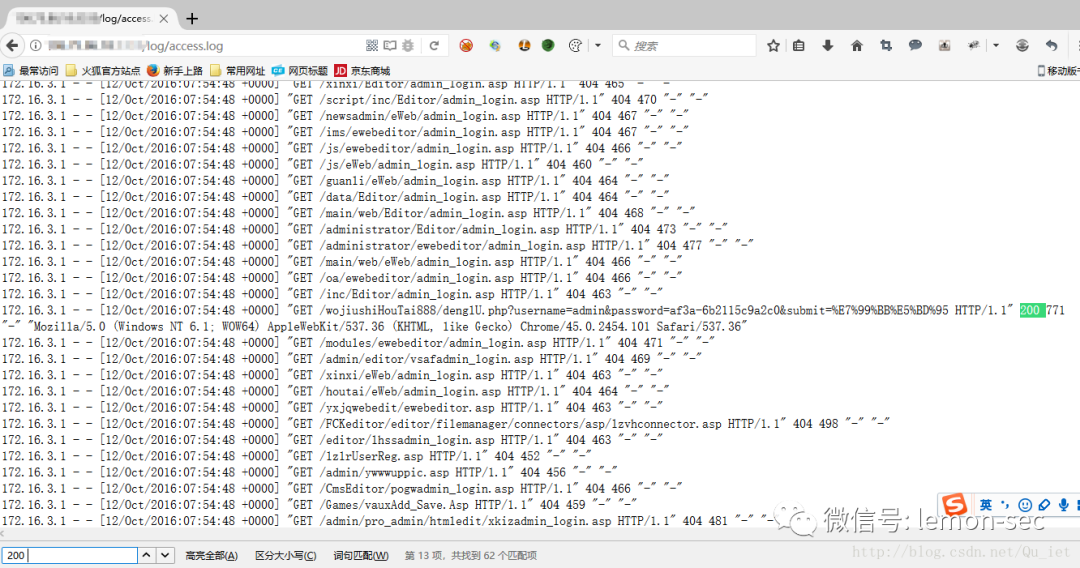 /log/access.
/log/access.log
搜索
最常访问 火狐官方站点 新手上路 常用网址 网页标题 JD 京东商城 移动版
172.16.3.1 - - [12/Oct/2016:07:54:48 +0000] "GET /xinxi/Editor/admin_login.asp HTTP/1.1" 404 465 "-" "-"
172.16.3.1 - - [12/Oct/2016:07:54:48 +0000] "GET /script/inc/Editor/admin_login.asp HTTP/1.1" 404 470 "-" "-"
172.16.3.1 - - [12/Oct/2016:07:54:48 +0000] "GET /newsadmin/eWeb/admin_login.asp HTTP/1.1" 404 467 "-" "-"
172.16.3.1 - - [12/Oct/2016:07:54:48 +0000] "GET /ims/ewebeditor/admin_login.asp HTTP/1.1" 404 467 "-" "-"
172.16.3.1 - - [12/Oct/2016:07:54:48 +0000] "GET /js/ewebeditor/admin_login.asp HTTP/1.1" 404 466 "-" "-"
172.16.3.1 - - [12/Oct/2016:07:54:48 +0000] "GET /js/eWeb/admin_login.asp HTTP/1.1" 404 460 "-" "-"
172.16.3.1 - - [12/Oct/2016:07:54:48 +0000] "GET /guanli/eWeb/admin_login.asp HTTP/1.1" 404 464 "-" "-"
172.16.3.1 - - [12/Oct/2016:07:54:48 +0000] "GET /data/Editor/admin_login.asp HTTP/1.1" 404 464 "-" "-"
172.16.3.1 - - [12/Oct/2016:07:54:48 +0000] "GET /main/web/Editor/admin_login.asp HTTP/1.1" 404 468 "-" "-"
172.16.3.1 - - [12/Oct/2016:07:54:48 +0000] "GET /administrator/Editor/admin_login.asp HTTP/1.1" 404 473 "-" "-"
172.16.3.1 - - [12/Oct/2016:07:54:48 +0000] "GET /administrator/ewebeditor/admin_login.asp HTTP/1.1" 404 477 "-" "-"
172.16.3.1 - - [12/Oct/2016:07:54:48 +0000] "GET /main/web/eWeb/admin_login.asp HTTP/1.1" 404 466 "-" "-"
172.16.3.1 - - [12/Oct/2016:07:54:48 +0000] "GET /oa/ewebeditor/admin_login.asp HTTP/1.1" 404 466 "-" "-"
172.16.3.1 - - [12/Oct/2016:07:54:48 +0000] "GET /inc/Editor/admin_login.asp HTTP/1.1" 404 463 "-" "-"
172.16.3.1 - - [12/Oct/2016:07:54:48 +0000] "GET /wojiushiHouTai888/deng1U.php?username=admin&password=af3a-6b2115c9a2c0&submit=%E7%99%BB%E5%BD%95 HTTP/1.1" 200 771
"-" "Mozilla/5.0 (Windows NT 6.1; WOW64) AppleWebKit/537.36 (KHTML, like Gecko) Chrome/45.0.2454.101 Safari/537.36"
172.16.3.1 - - [12/Oct/2016:07:54:48 +0000] "GET /modules/ewebeditor/admin_login.asp HTTP/1.1" 404 471 "-" "-"
172.16.3.1 - - [12/Oct/2016:07:54:48 +0000] "GET /admin/editor/vsafadmin_login.asp HTTP/1.1" 404 469 "-" "-"
172.16.3.1 - - [12/Oct/2016:07:54:48 +0000] "GET /xinxi/eWeb/admin_login.asp HTTP/1.1" 404 463 "-" "-"
172.16.3.1 - - [12/Oct/2016:07:54:48 +0000] "GET /houtai/eWeb/admin_login.asp HTTP/1.1" 404 464 "-" "-"
172.16.3.1 - - [12/Oct/2016:07:54:48 +0000] "GET /yxjqwebedit/ewebeditor.asp HTTP/1.1" 404 463 "-" "-"
172.16.3.1 - - [12/Oct/2016:07:54:48 +0000] "GET /FCKeditor/editor/filemanager/connectors/asp/lzvhconnector.asp HTTP/1.1" 404 498 "-" "-"
172.16.3.1 - - [12/Oct/2016:07:54:48 +0000] "GET /editor/lhssadmin_login.asp HTTP/1.1" 404 463 "-" "-"
172.16.3.1 - - [12/Oct/2016:07:54:48 +0000] "GET /lzlrUserReg.asp HTTP/1.1" 404 452 "-" "-"
172.16.3.1 - - [12/Oct/2016:07:54:48 +0000] "GET /admin/ywwwuppic.asp HTTP/1.1" 404 456 "-" "-"
172.16.3.1 - - [12/Oct/2016:07:54:48 +0000] "GET /CmsEditor/pogwadmin_login.asp HTTP/1.1" 404 466 "-" "-"
172.16.3.1 - - [12/Oct/2016:07:54:48 +0000] "GET /Games/vauxAdd_Save.Asp HTTP/1.1" 404 459 "-" "-"
172.16.3.1 - - [12/Oct/2016:07:54:48 +0000] "GET /admin/pro_admin/htmledit/xkizadmin_login.asp HTTP/1.1" 404 481 "-" "-
英
微信号: lemon-sec
200 高亮全部(A) 区分大小写(C) 词句匹配(W) 第 13 项，共找到 62 个匹配项
http://blog.csdn.net/Qu_iet